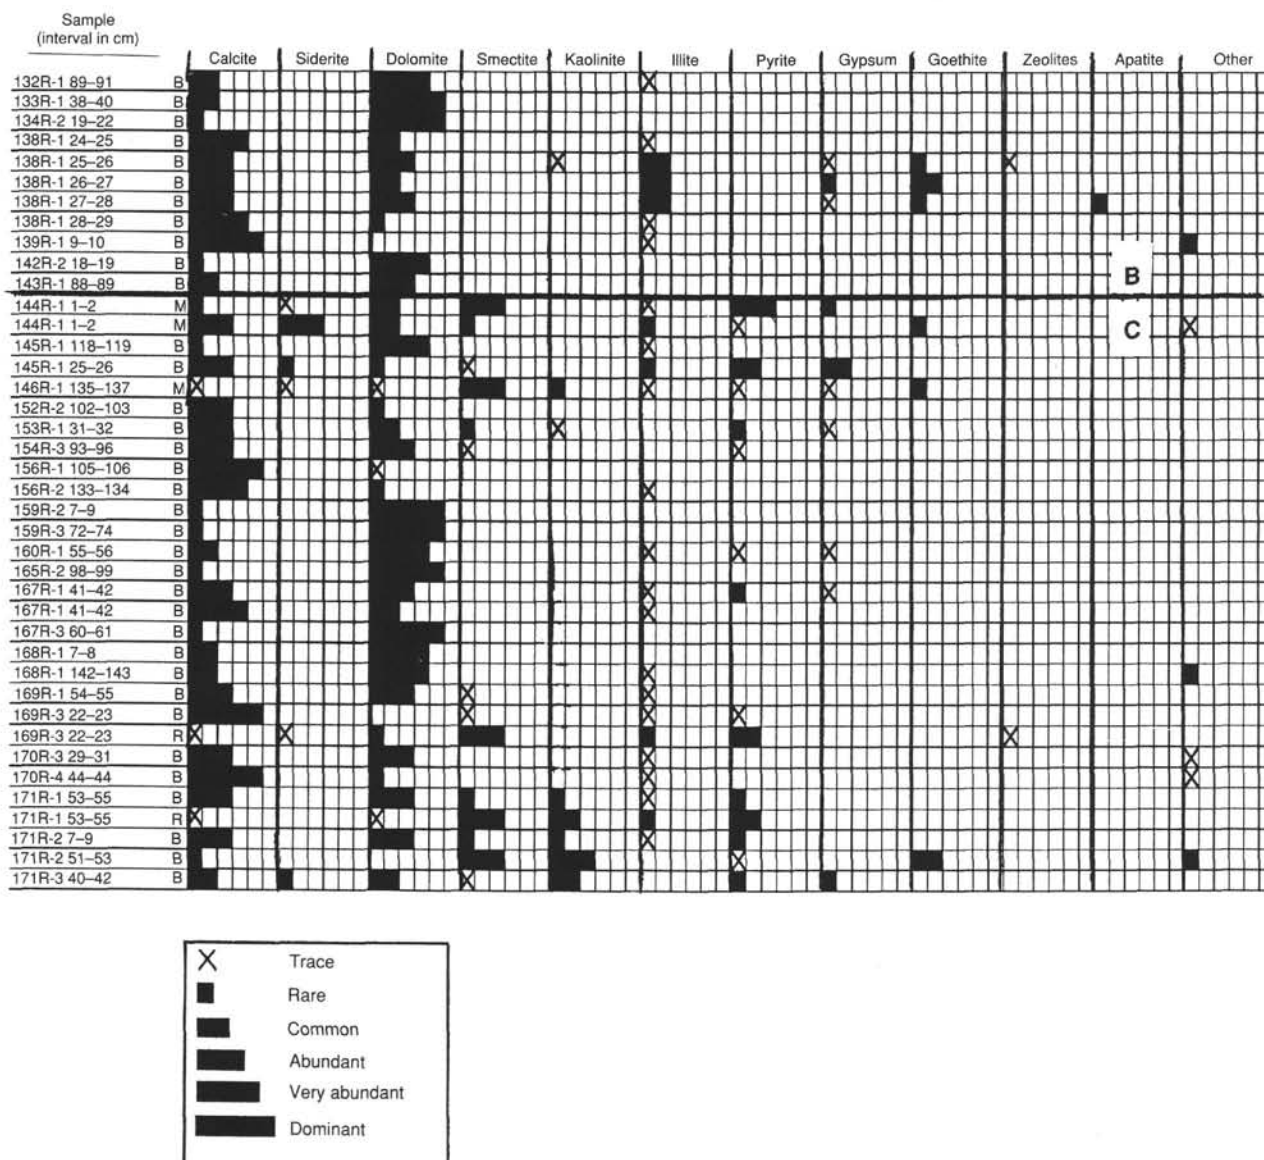 Sample
(interval in cm)
Calcite Siderite Dolomite Smectite Kaolinite Illite Pyrite Gypsum Goethite Zeolites Apatite Other
132R-1 89–91 B X
133R-1 38–40 B
134R-2 19–22 B
138R-1 24–25 B X
138R-1 25–26 B X X X
138R-1 26–27 B
138R-1 27–28 B X
138R-1 28–29 B X
139R-1 9–10 B X
142R-2 18–19 B
143R-1 88–89 B B
144R-1 1–2 M X X
144R-1 1–2 M X C X
145R-1 118–119 B X
145R-1 25–26 B X
146R-1 135–137 M X X X X X X
152R-2 102–103 B
153R-1 31–32 B X X
154R-3 93–96 B X X
156R-1 105–106 B X
156R-2 133–134 B X
159R-2 7–9 B
159R-3 72–74 B
160R-1 55–56 B X X X
165R-2 98–99 B
167R-1 41–42 B X X
167R-1 41–42 B X
167R-3 60–61 B
168R-1 7–8 B
168R-1 142–143 B X
169R-1 54–55 B X X
169R-3 22–23 B X X X
169R-3 22–23 R X X X
170R-3 29–31 B X X
170R-4 44–44 B X X
171R-1 53–55 B X
171R-1 53–55 R X X
171R-2 7–9 B X
171R-2 51–53 B X
171R-3 40–42 B X
X Trace
Rare
Common
Abundant
Very abundant
Dominant